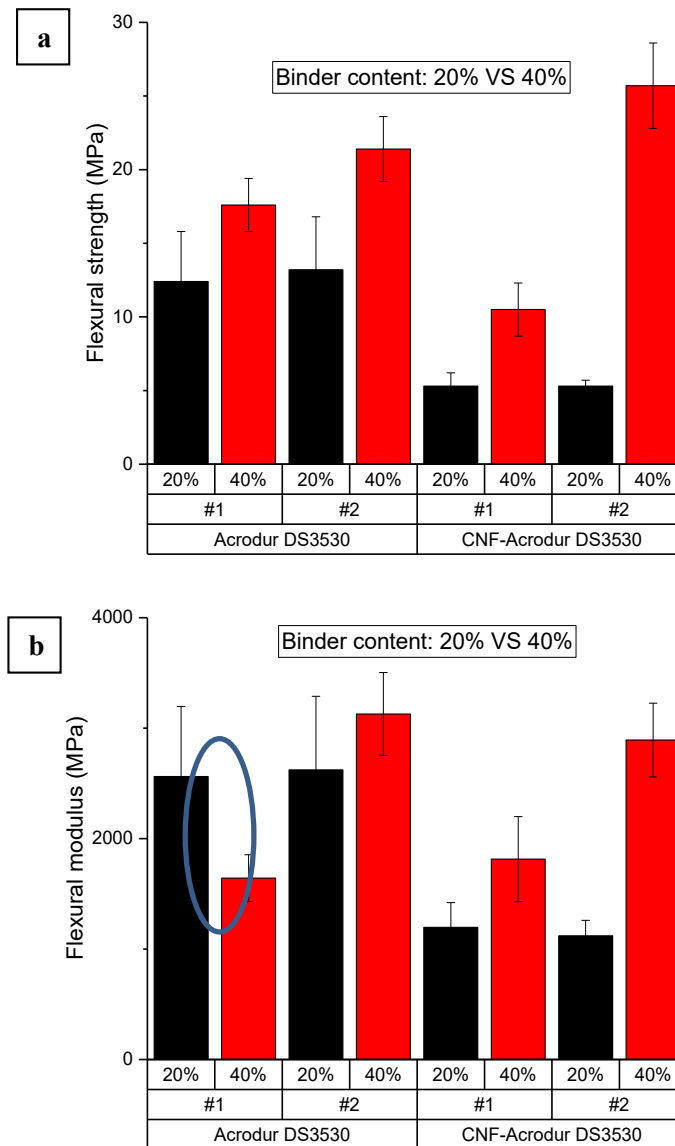 a
30
Binder content: 20% VS 40%
20
10
0
Flexural strength (MPa)
20% 40% 20% 40% 20% 40% 20% 40%
#1 #2 #1 #2
Acrodur DS3530 CNF-Acrodur DS3530
b
4000
Binder content: 20% VS 40%
2000
0
Flexural modulus (MPa)
20% 40% 20% 40% 20% 40% 20% 40%
#1 #2 #1 #2
Acrodur DS3530 CNF-Acrodur DS3530